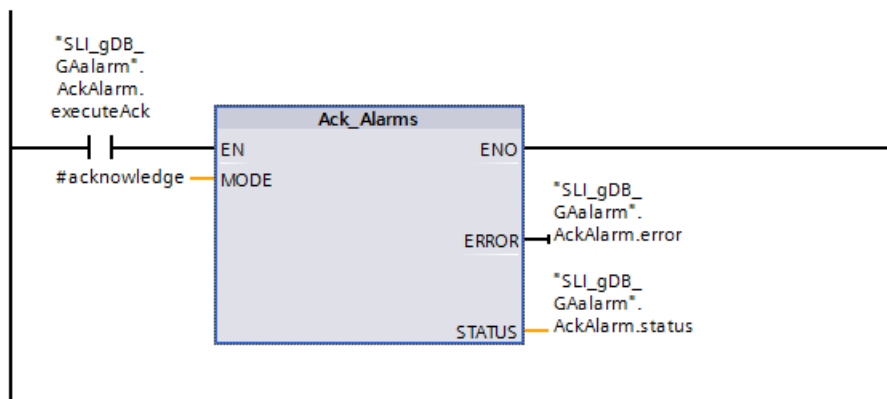 "SLI_gDB_
GAalarm".
AckAlarm.
executeAck
Ack_Alarms
EN
ENO
#acknowledge
MODE
"SLI_gDB_
GAalarm".
ERROR
AckAlarm.error
"SLI_gDB_
GAalarm".
STATUS
AckAlarm.status